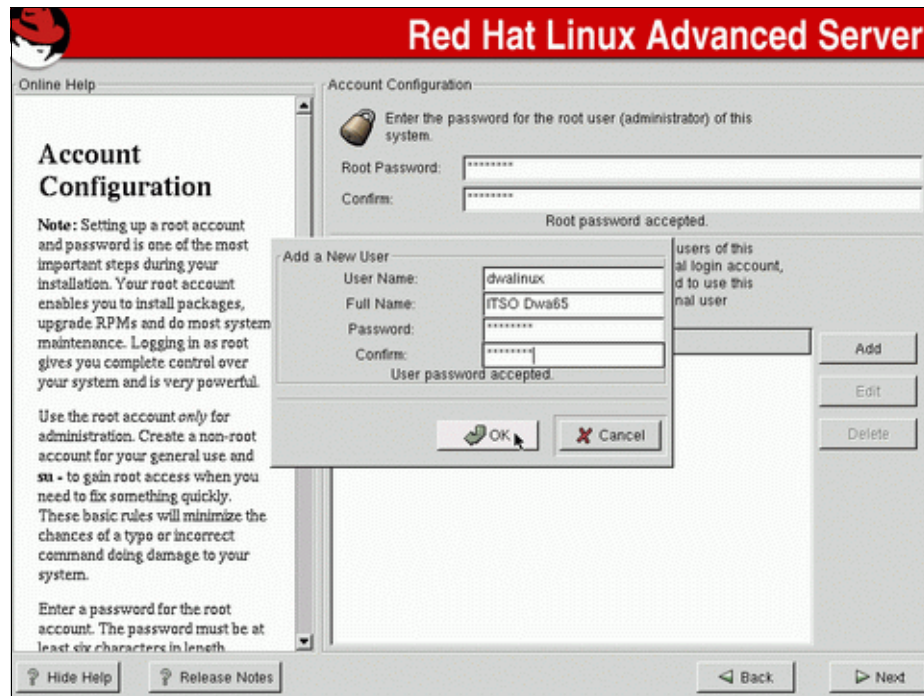 Red Hat Linux Advanced Server
Online Help
Account
Configuration
Note: Setting up a root account
and password is one of the most
important steps during your
installation. Your root account
enables you to install packages,
upgrade RPMs and do most system
maintenance. Logging in as root
gives you complete control over
your system and is very powerful.
Use the root account only for
administration. Create a non-root
account for your general use and
su - to gain root access when you
need to fix something quickly.
These basic rules will minimize the
chances of a typo or incorrect
command doing damage to your
system.
Enter a password for the root
account. The password must be at
least six characters in length.
Account Configuration
Enter the password for the root user (administrator) of this
system.
Root Password: ********
Confirm: ********
Root password accepted.
users of this
al login account,
d to use this
nal user
Add a New User
User Name: dwalinux
Full Name: ITSO Dwa65
Password: ********
Confirm: ********
User password accepted.
OK
Cancel
Add
Edit
Delete
Hide Help
Release Notes
Back
Next